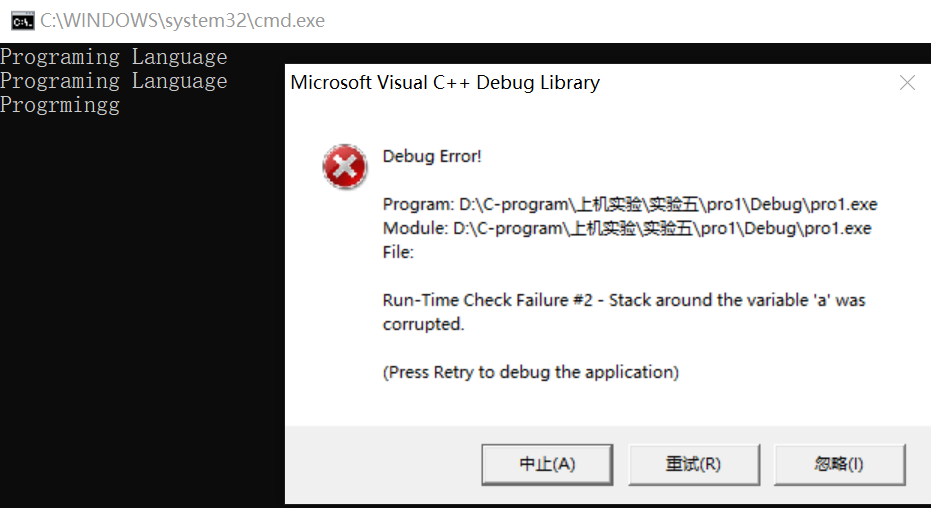 C:\WINDOWS\system32\cmd.exe
Programing Language
Programing Language
Progrmingg
Microsoft Visual C++ Debug Library
Debug Error!
Program: D:\C-program\上机实验\实验五\pro1\Debug\pro1.exe
Module: D:\C-program\上机实验\实验五\pro1\Debug\pro1.exe
File:
Run-Time Check Failure #2 - Stack around the variable 'a' was
corrupted.
(Press Retry to debug the application)
中止(A)
重试(R)
忽略(I)